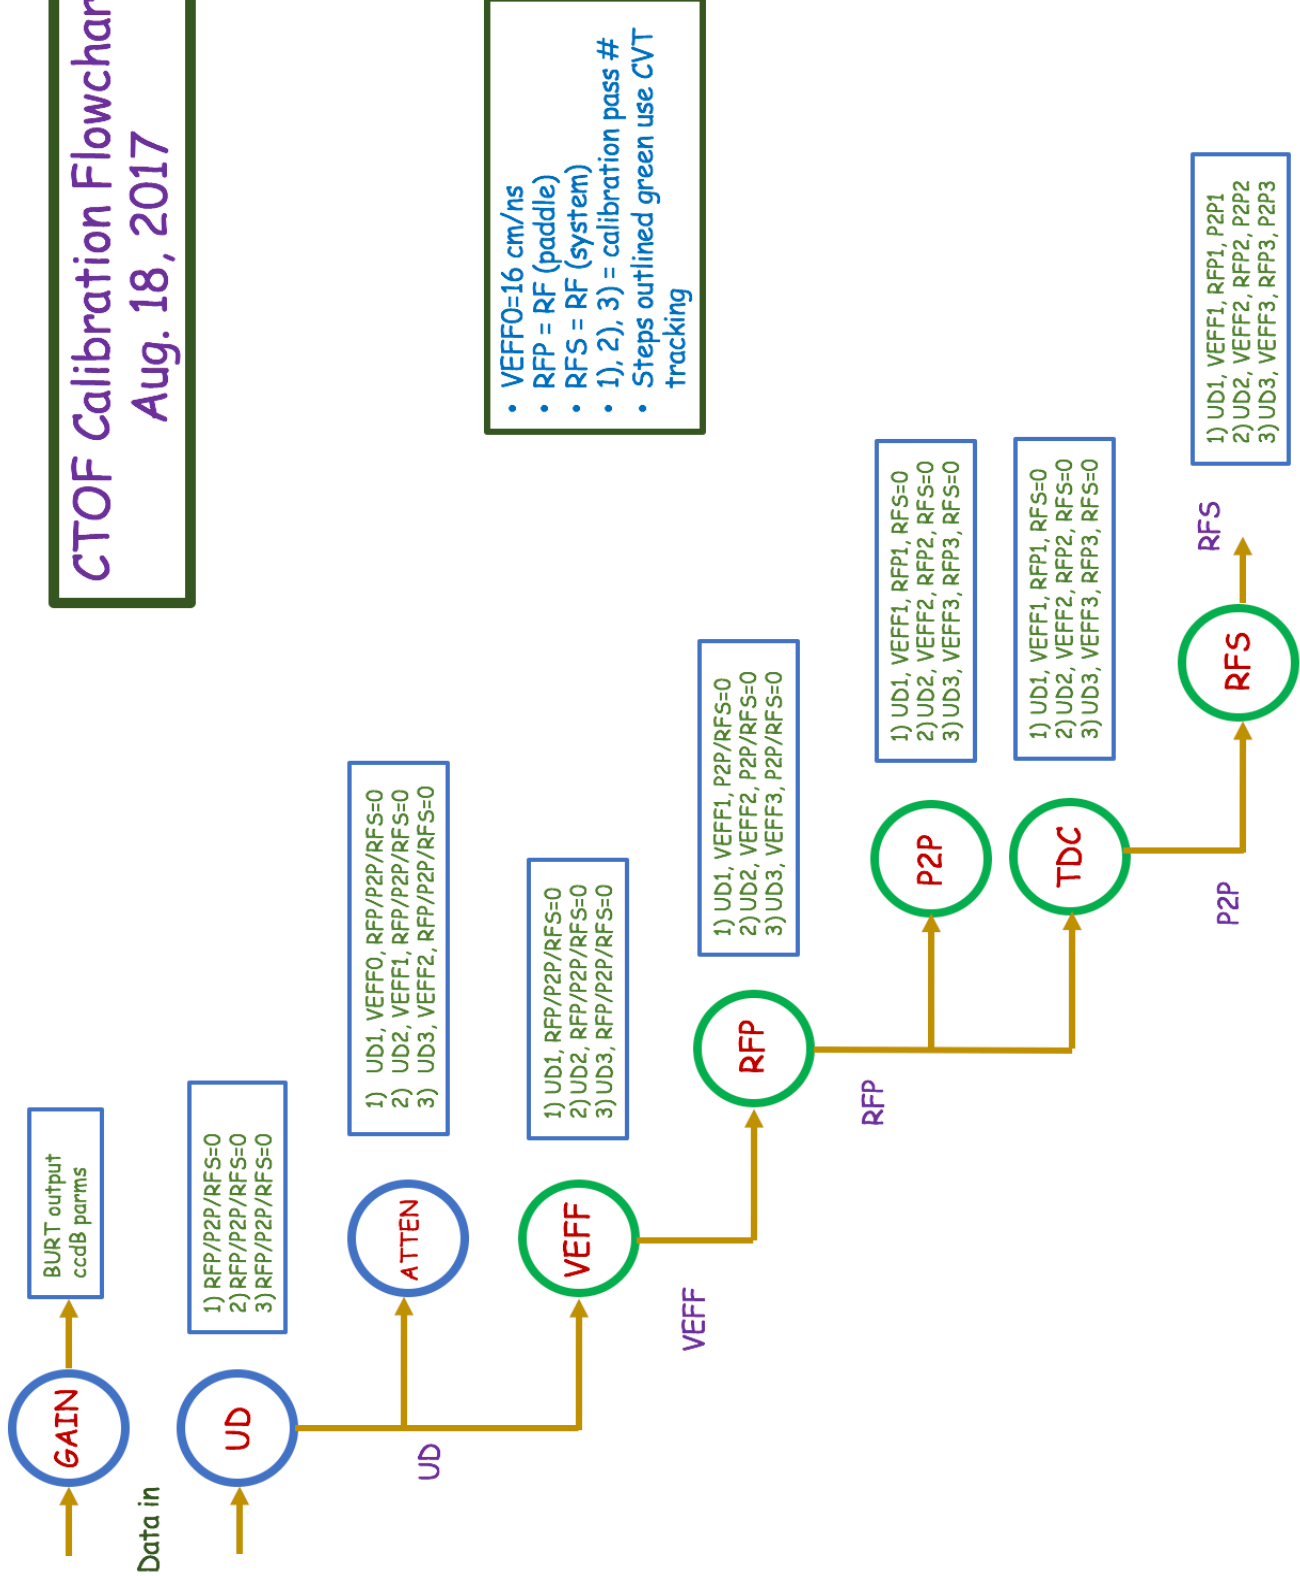 CTOF Calibration Flowchar
Aug. 18, 2017
GAIN
BURT output
ccdB parms
Data in
UD
1) RFP/P2P/RFS=0
2) RFP/P2P/RFS=0
3) RFP/P2P/RFS=0
UD
ATTEN
1) UD1, VEFF0, RFP/P2P/RFS=0
2) UD2, VEFF1, RFP/P2P/RFS=0
3) UD3, VEFF2, RFP/P2P/RFS=0
VEFF
1) UD1, RFP/P2P/RFS=0
2) UD2, RFP/P2P/RFS=0
3) UD3, RFP/P2P/RFS=0
• VEFF0=16 cm/ns
• RFP = RF (paddle)
• RFS = RF (system)
• 1), 2), 3) = calibration pass #
• Steps outlined green use CVT
tracking
VEFF
RFP
1) UD1, VEFF1, P2P/RFS=0
2) UD2, VEFF2, P2P/RFS=0
3) UD3, VEFF3, P2P/RFS=0
RFP
P2P
1) UD1, VEFF1, RFP1, RFS=0
2) UD2, VEFF2, RFP2, RFS=0
3) UD3, VEFF3, RFP3, RFS=0
TDC
1) UD1, VEFF1, RFP1, RFS=0
2) UD2, VEFF2, RFP2, RFS=0
3) UD3, VEFF3, RFP3, RFS=0
P2P
RFS
RFS
1) UD1, VEFF1, RFP1, P2P1
2) UD2, VEFF2, RFP2, P2P2
3) UD3, VEFF3, RFP3, P2P3